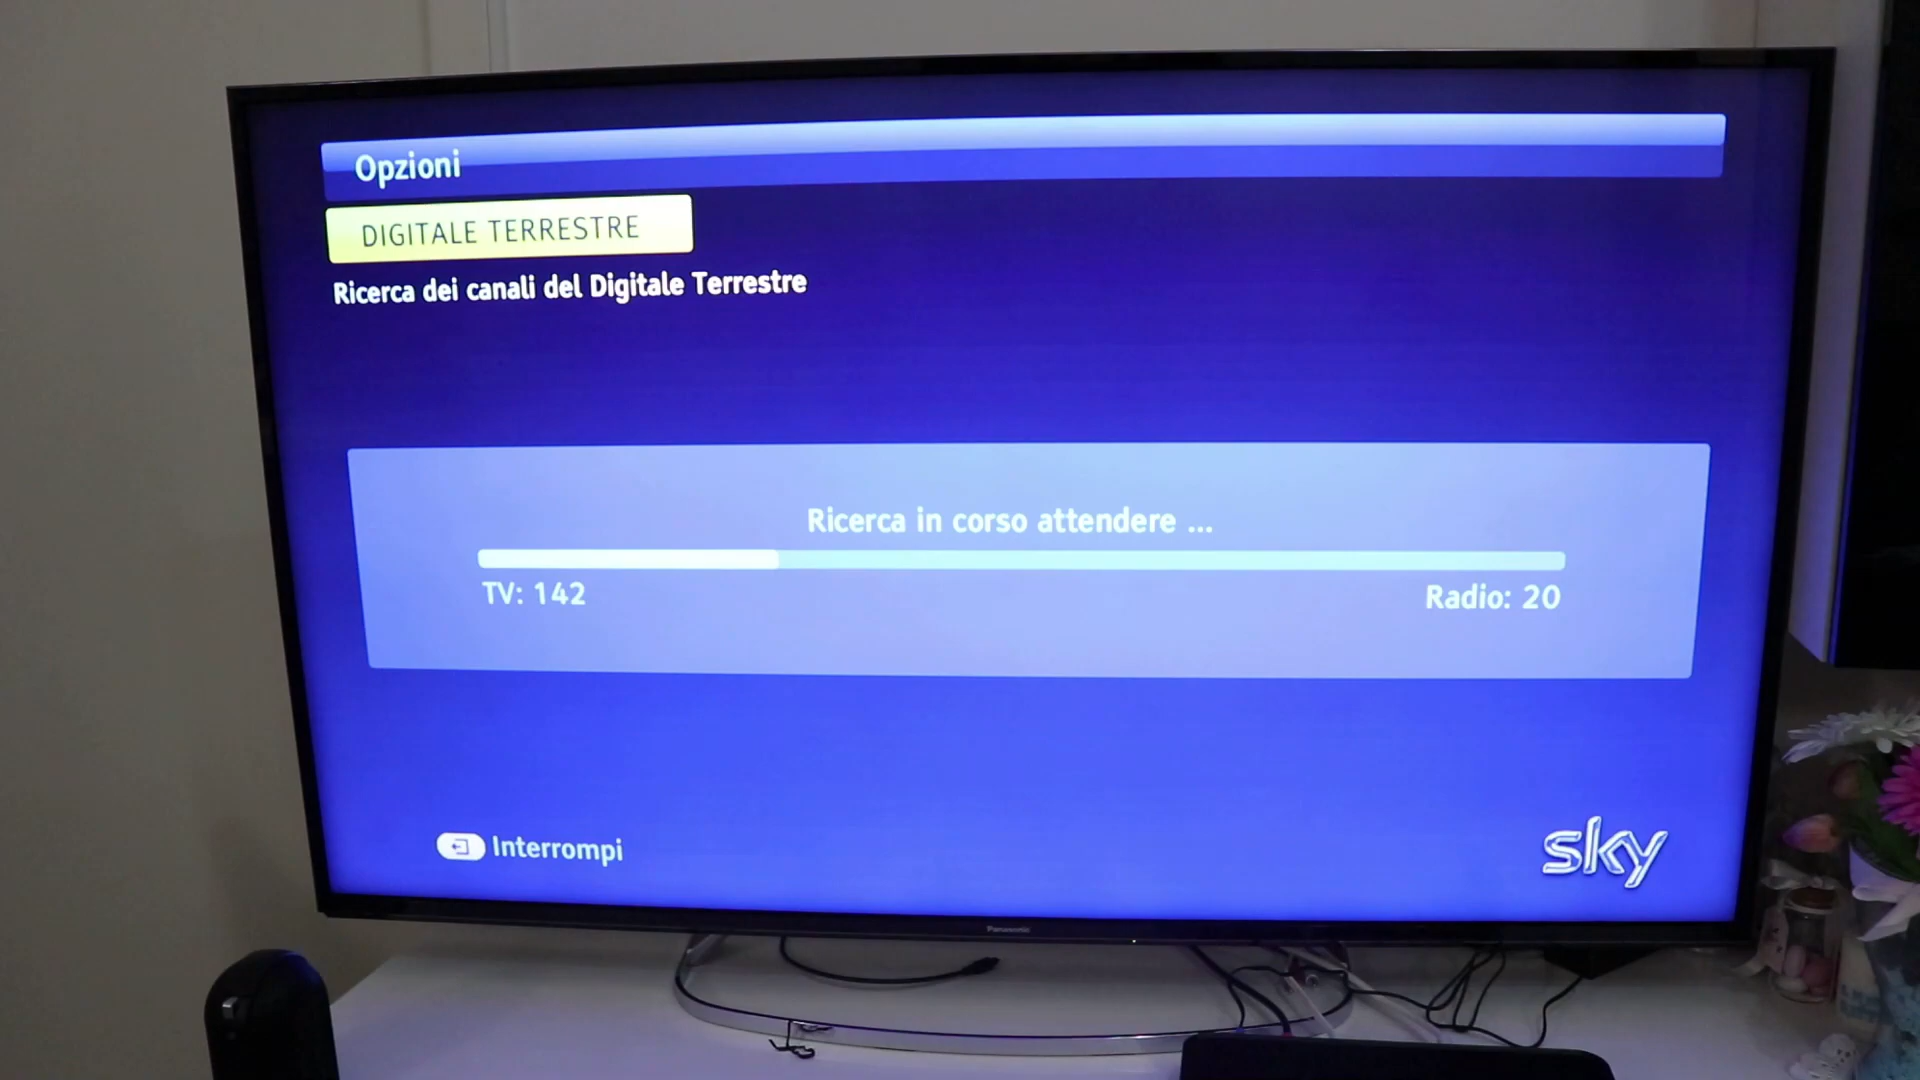 Opzioni
DIGITALE TERRESTRE
Ricerca dei canali del Digitale Terrestre
Ricerca in corso attendere ...
TV: 142
Radio: 20
Interrompi
sky
Panasonic